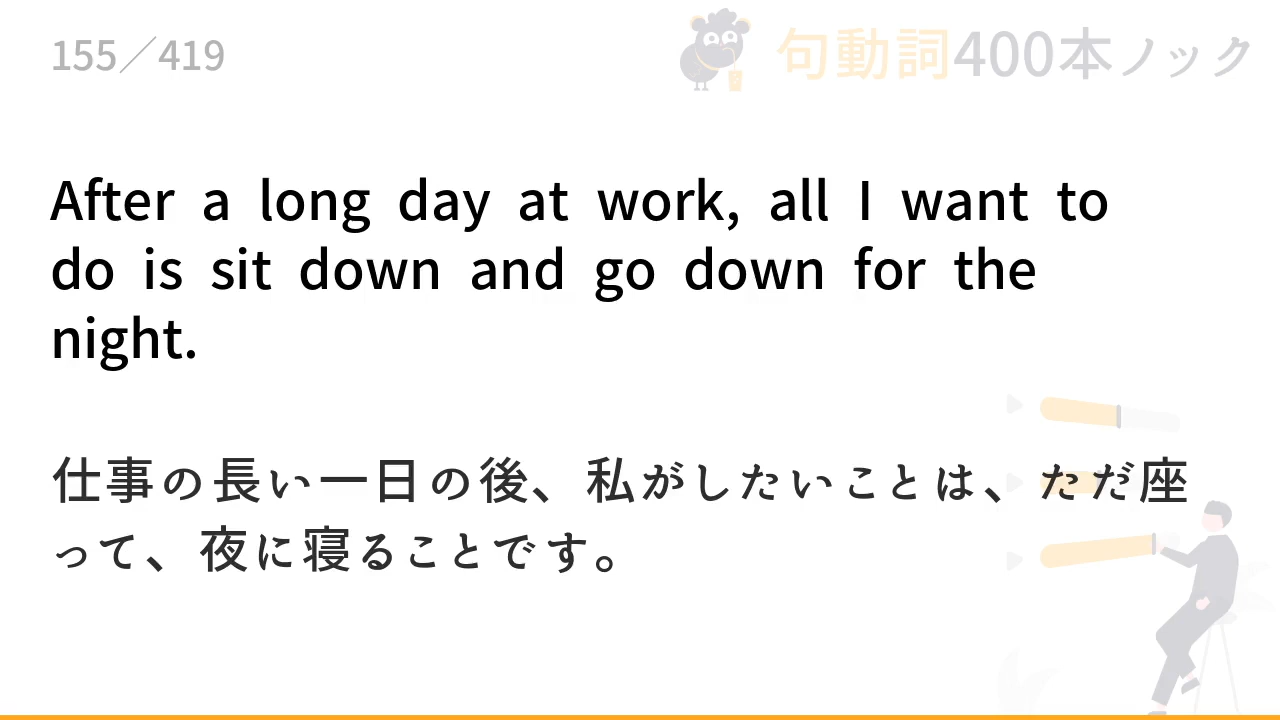 155／419
句動詞400本ノック
After a long day at work, all I want to
do is sit down and go down for the
night.
仕事の長い一日の後、私がしたいことは、ただ座
って、夜に寝ることです。